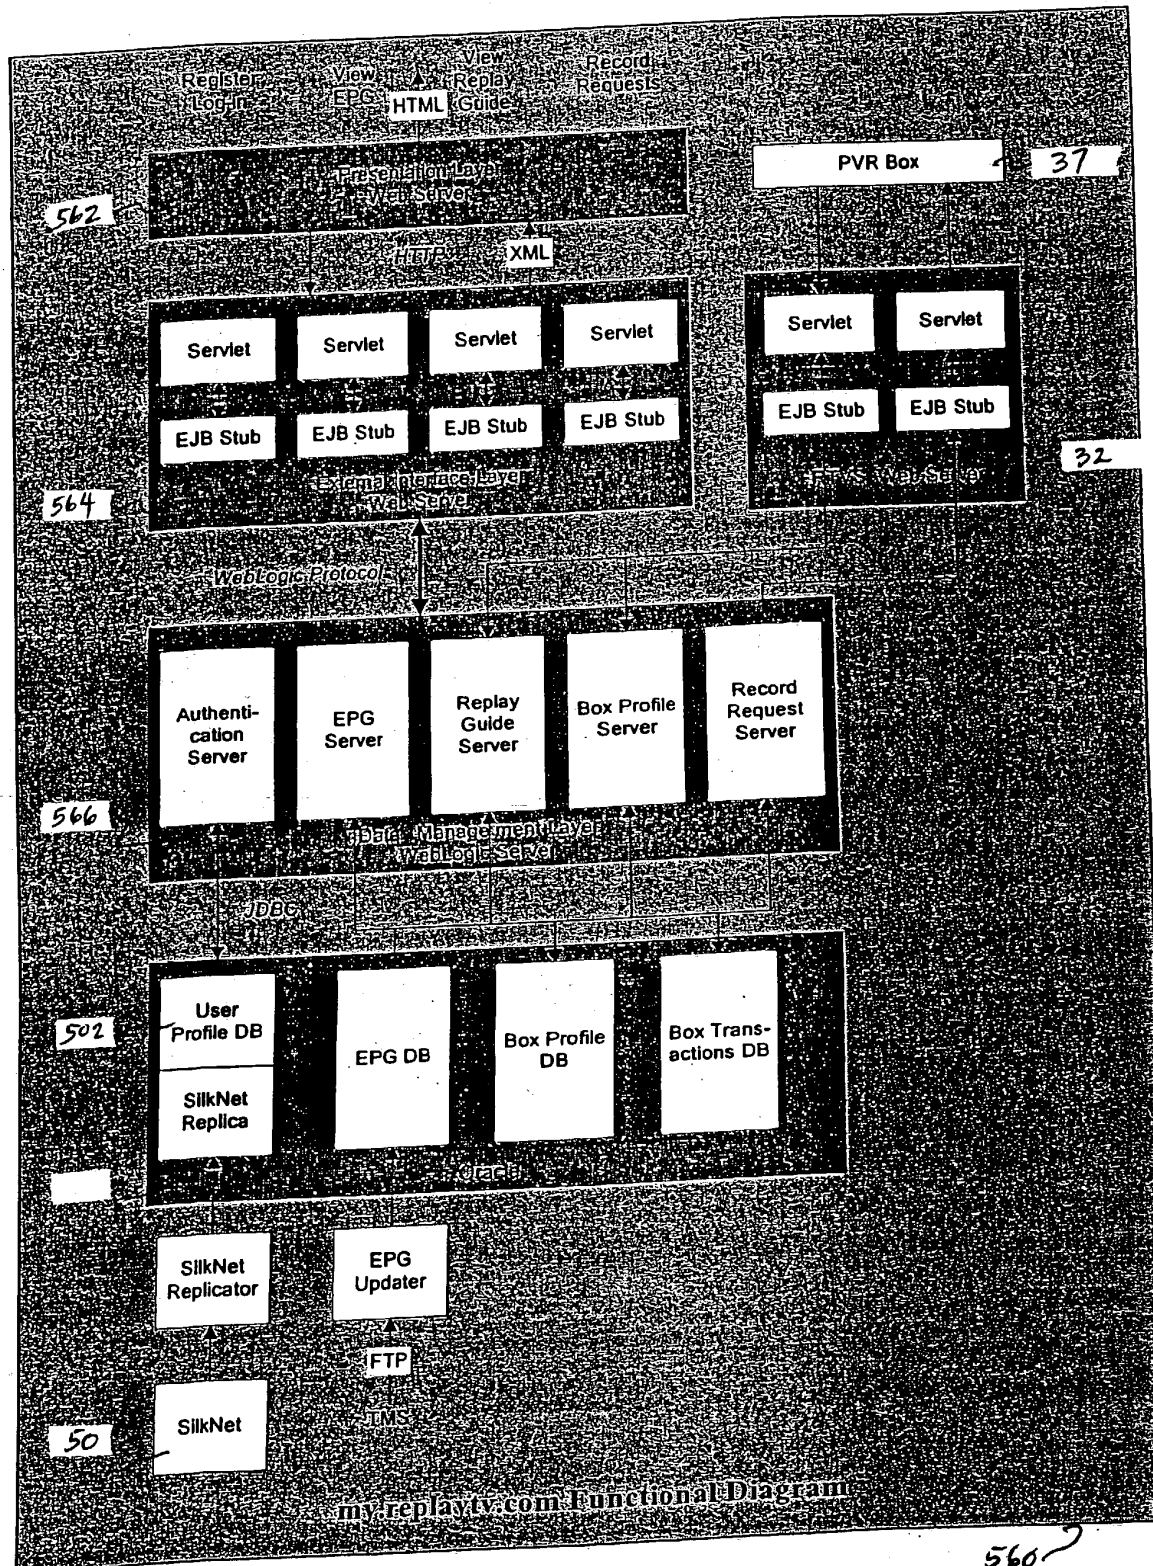 Register
Log-In
View
EPG
View
Replay
Guide
Record
Requests
HTML
PVR Box
37
Presentation Laye
Web Server
562
HTTP
XML
Servlet
Servlet
Servlet
Servlet
Servlet
Servlet
EJB Stub
EJB Stub
EJB Stub
EJB Stub
EJB Stub
EJB Stub
External Interface Layer
Web Server
Web Server
32
564
WebLogic Protocol
Authenti-
cation
Server
EPG
Server
Replay
Guide
Server
Box Profile
Server
Record
Request
Server
566
Data Management Layer
WebLogic Server
JDBC
502
User
Profile DB
SilkNet
Replica
EPG DB
Box Profile
DB
Box Trans-
actions DB
Oracle
SilkNet
Replicator
EPG
Updater
FTP
TMS
50
SilkNet
my.replaytv.com Functional Diagram
560